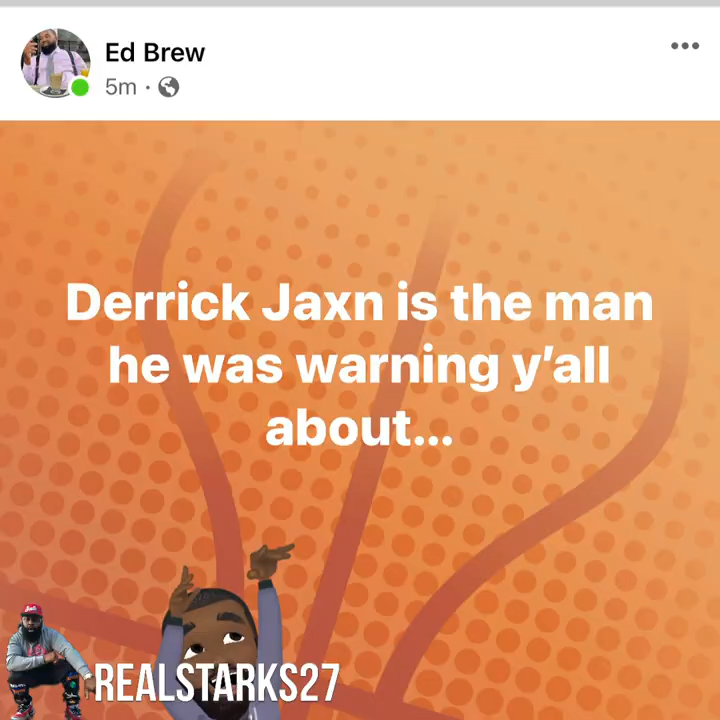 Ed Brew
5m ·
Derrick Jaxn is the man
he was warning y’all
about...
REALSTARKS27